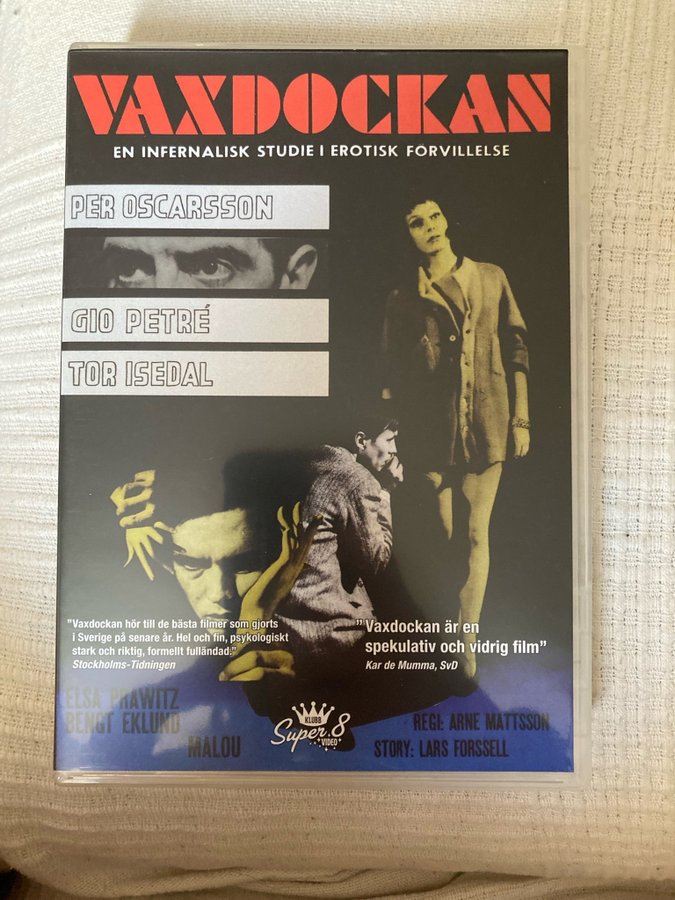 VAXDOCKAN
EN INFERNALISK STUDIE I EROTISK FÖRVILLELSE
PER OSCARSSON
GIO PETRÉ
TOR ISEDAL
"Vaxdockan hör till de bästa filmer som gjorts
i Sverige på senare år. Hel och fin, psykologiskt
stark och riktig, formellt fulländad."
Stockholms-Tidningen
"Vaxdockan är en
spekulativ och vidrig film"
Kar de Mumma, SvD
ELSA PRAWITZ
BENGT EKLUND
MALOU
KLUBB
Super 8
VIDEO
REGI: ARNE MATTSSON
STORY: LARS FORSSELL